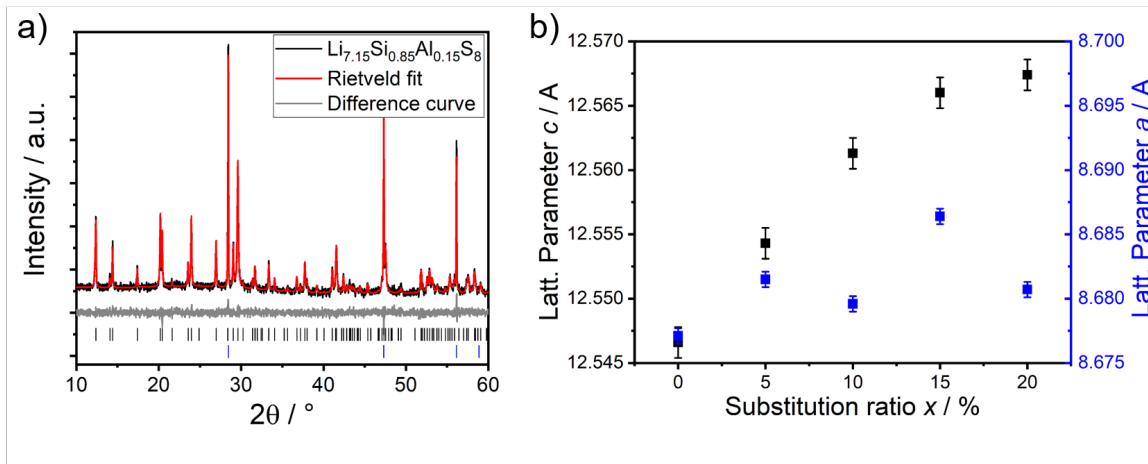 a)
Li7.15Si0.85Al0.15S8
Rietveld fit
Difference curve
Intensity / a.u.
10 20 30 40 50 60
2θ / °
b)
12.570
12.565
12.560
12.555
12.550
12.545
Latt. Parameter c / A
8.700
8.695
8.690
8.685
8.680
8.675
Latt. Parameter a / A
0 5 10 15 20
Substitution ratio x / %